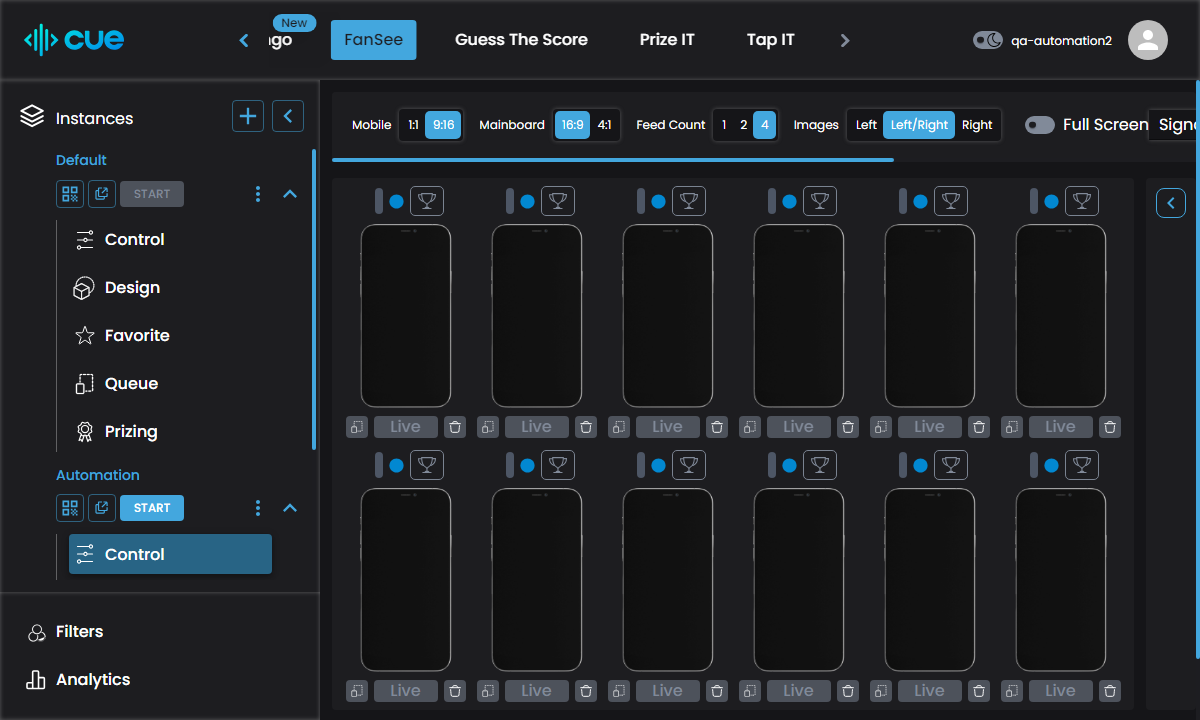 cue
New
FanSee
Guess The Score
Prize IT
Tap IT
qa-automation2
Instances
Default
START
Control
Design
Favorite
Queue
Prizing
Automation
START
Control
Filters
Analytics
Mobile 1:1 9:16 Mainboard 16:9 4:1 Feed Count 1 2 4 Images Left Left/Right Right Full Screen
Live Live Live Live Live Live
Live Live Live Live Live Live